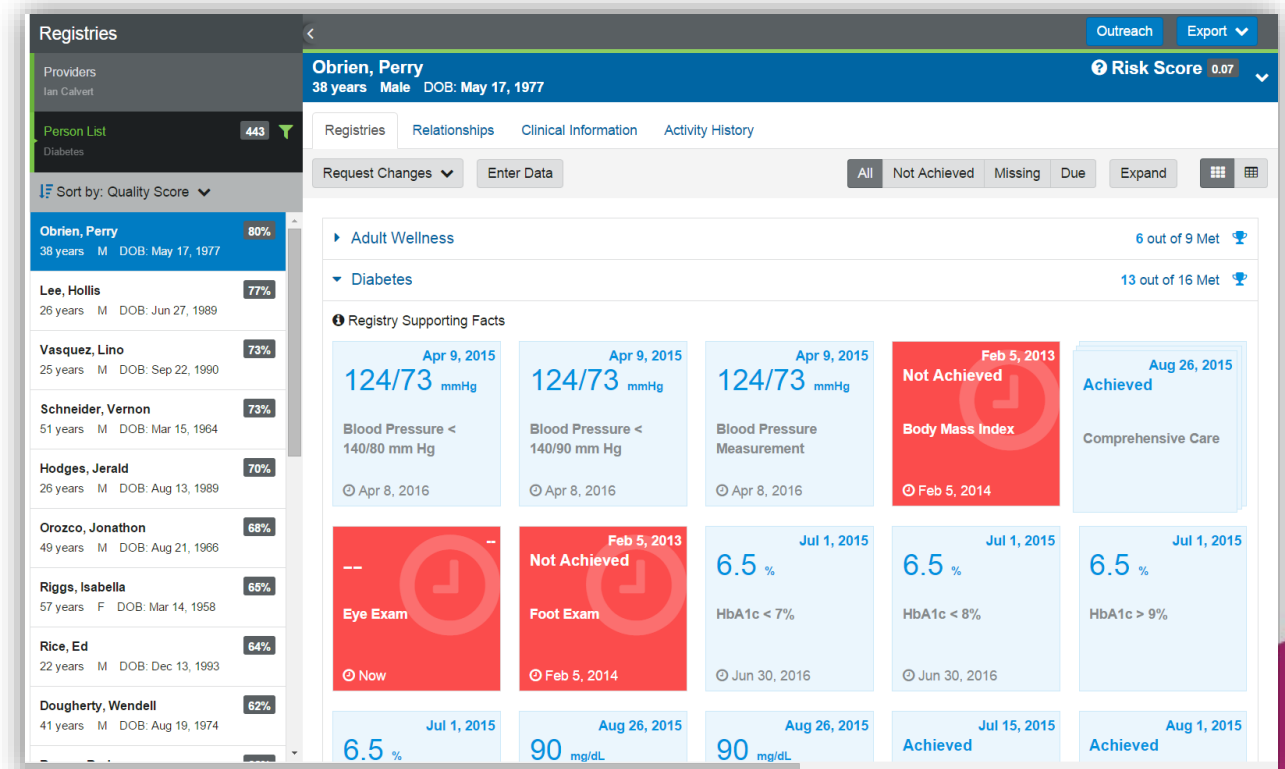 Registries
Outreach Export
Providers
Ian Calvert
Person List 443
Diabetes
Sort by: Quality Score
Obrien, Perry 80%
38 years M DOB: May 17, 1977
Lee, Hollis 77%
26 years M DOB: Jun 27, 1989
Vasquez, Lino 73%
25 years M DOB: Sep 22, 1990
Schneider, Vernon 73%
51 years M DOB: Mar 15, 1964
Hodges, Jerald 70%
26 years M DOB: Aug 13, 1989
Orozco, Jonathon 68%
49 years M DOB: Aug 21, 1966
Riggs, Isabella 65%
57 years F DOB: Mar 14, 1958
Rice, Ed 64%
22 years M DOB: Dec 13, 1993
Dougherty, Wendell 62%
41 years M DOB: Aug 19, 1974
Obrien, Perry
Risk Score 0.07
38 years Male DOB: May 17, 1977
Registries Relationships Clinical Information Activity History
Request Changes Enter Data All Not Achieved Missing Due Expand
Adult Wellness 6 out of 9 Met
Diabetes 13 out of 16 Met
Registry Supporting Facts
Apr 9, 2015
124/73 mmHg
Blood Pressure <
140/80 mm Hg
Apr 8, 2016
Apr 9, 2015
124/73 mmHg
Blood Pressure <
140/90 mm Hg
Apr 8, 2016
Apr 9, 2015
124/73 mmHg
Blood Pressure
Measurement
Apr 8, 2016
Feb 5, 2013
Not Achieved
Body Mass Index
Feb 5, 2014
Aug 26, 2015
Achieved
Comprehensive Care
--
--
Eye Exam
Now
Feb 5, 2013
Not Achieved
Foot Exam
Feb 5, 2014
Jul 1, 2015
6.5 %
HbA1c < 7%
Jun 30, 2016
Jul 1, 2015
6.5 %
HbA1c < 8%
Jun 30, 2016
Jul 1, 2015
6.5 %
HbA1c > 9%
Jul 1, 2015
6.5 %
Aug 26, 2015
90 mg/dL
Aug 26, 2015
90 mg/dL
Jul 15, 2015
Achieved
Aug 1, 2015
Achieved